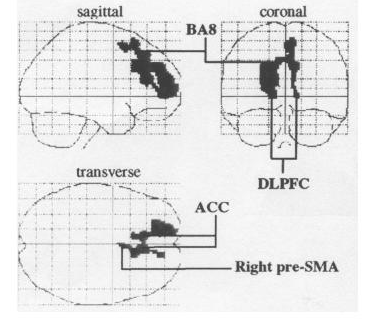 sagittal
coronal
BA8
DLPFC
transverse
ACC
Right pre-SMA